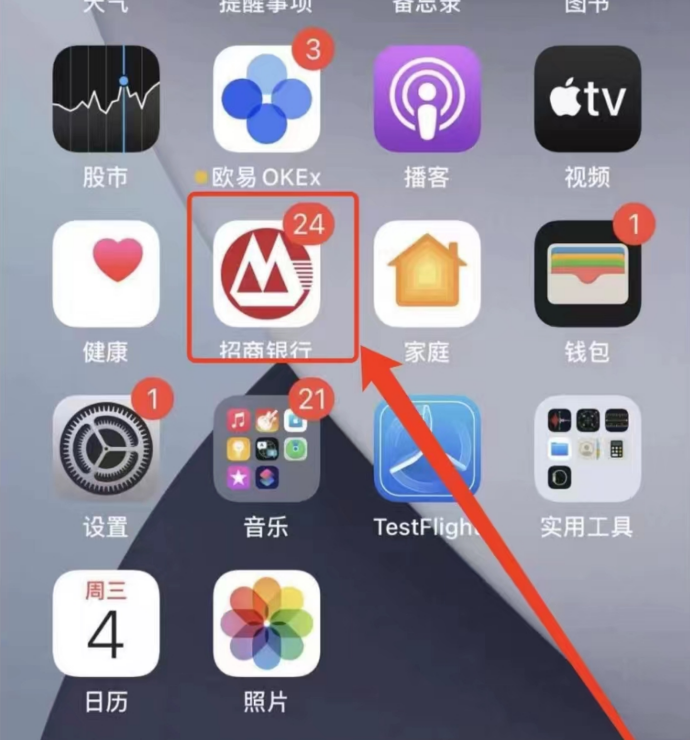 天气 提醒事项 备忘录 图书
3
tv
股市 欧易 OKEx 播客 视频
24 1
健康 招商银行 家庭 钱包
1 21
设置 音乐 TestFlight 实用工具
周三
4
日历 照片